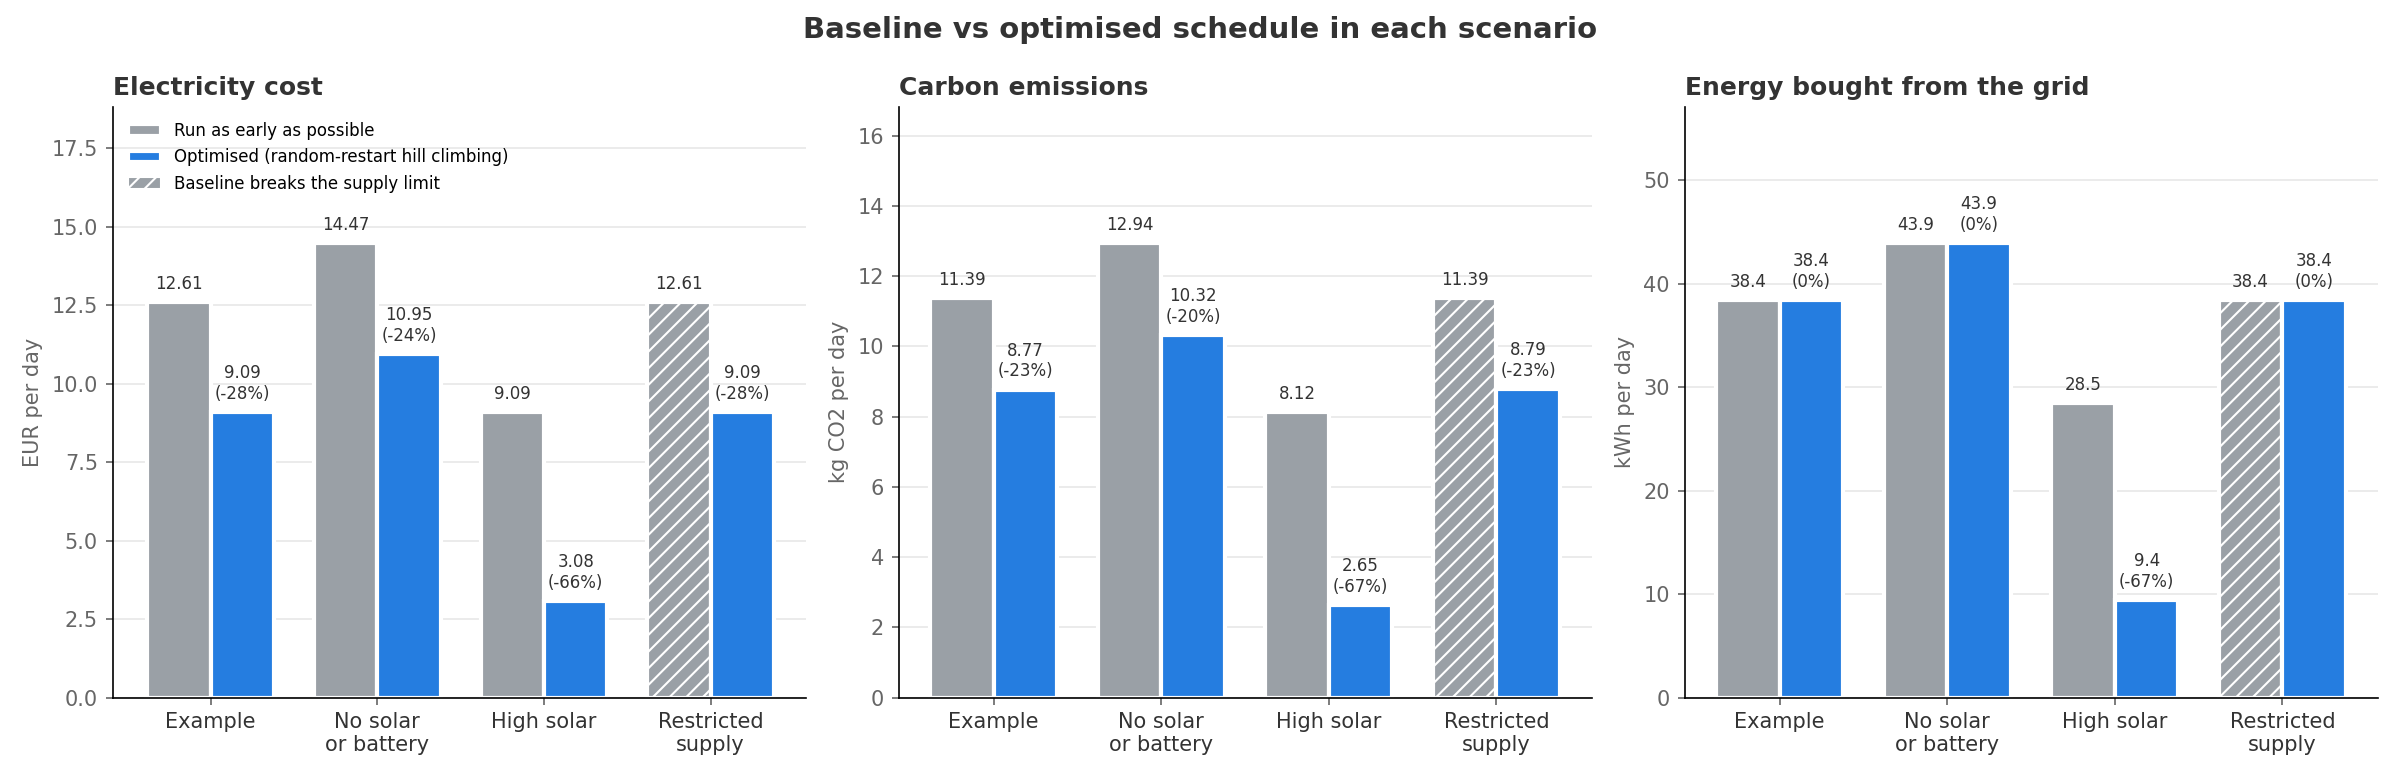 Baseline vs optimised schedule in each scenario
Electricity cost
Run as early as possible
Optimised (random-restart hill climbing)
Baseline breaks the supply limit
EUR per day
17.5
15.0
12.5
10.0
7.5
5.0
2.5
0.0
12.61
9.09
(-28%)
14.47
10.95
(-24%)
9.09
3.08
(-66%)
12.61
9.09
(-28%)
Example
No solar
or battery
High solar
Restricted
supply
Carbon emissions
kg CO2 per day
16
14
12
10
8
6
4
2
0
11.39
8.77
(-23%)
12.94
10.32
(-20%)
8.12
2.65
(-67%)
11.39
8.79
(-23%)
Example
No solar
or battery
High solar
Restricted
supply
Energy bought from the grid
kWh per day
50
40
30
20
10
0
38.4
38.4
(0%)
43.9
43.9
(0%)
28.5
9.4
(-67%)
38.4
38.4
(0%)
Example
No solar
or battery
High solar
Restricted
supply